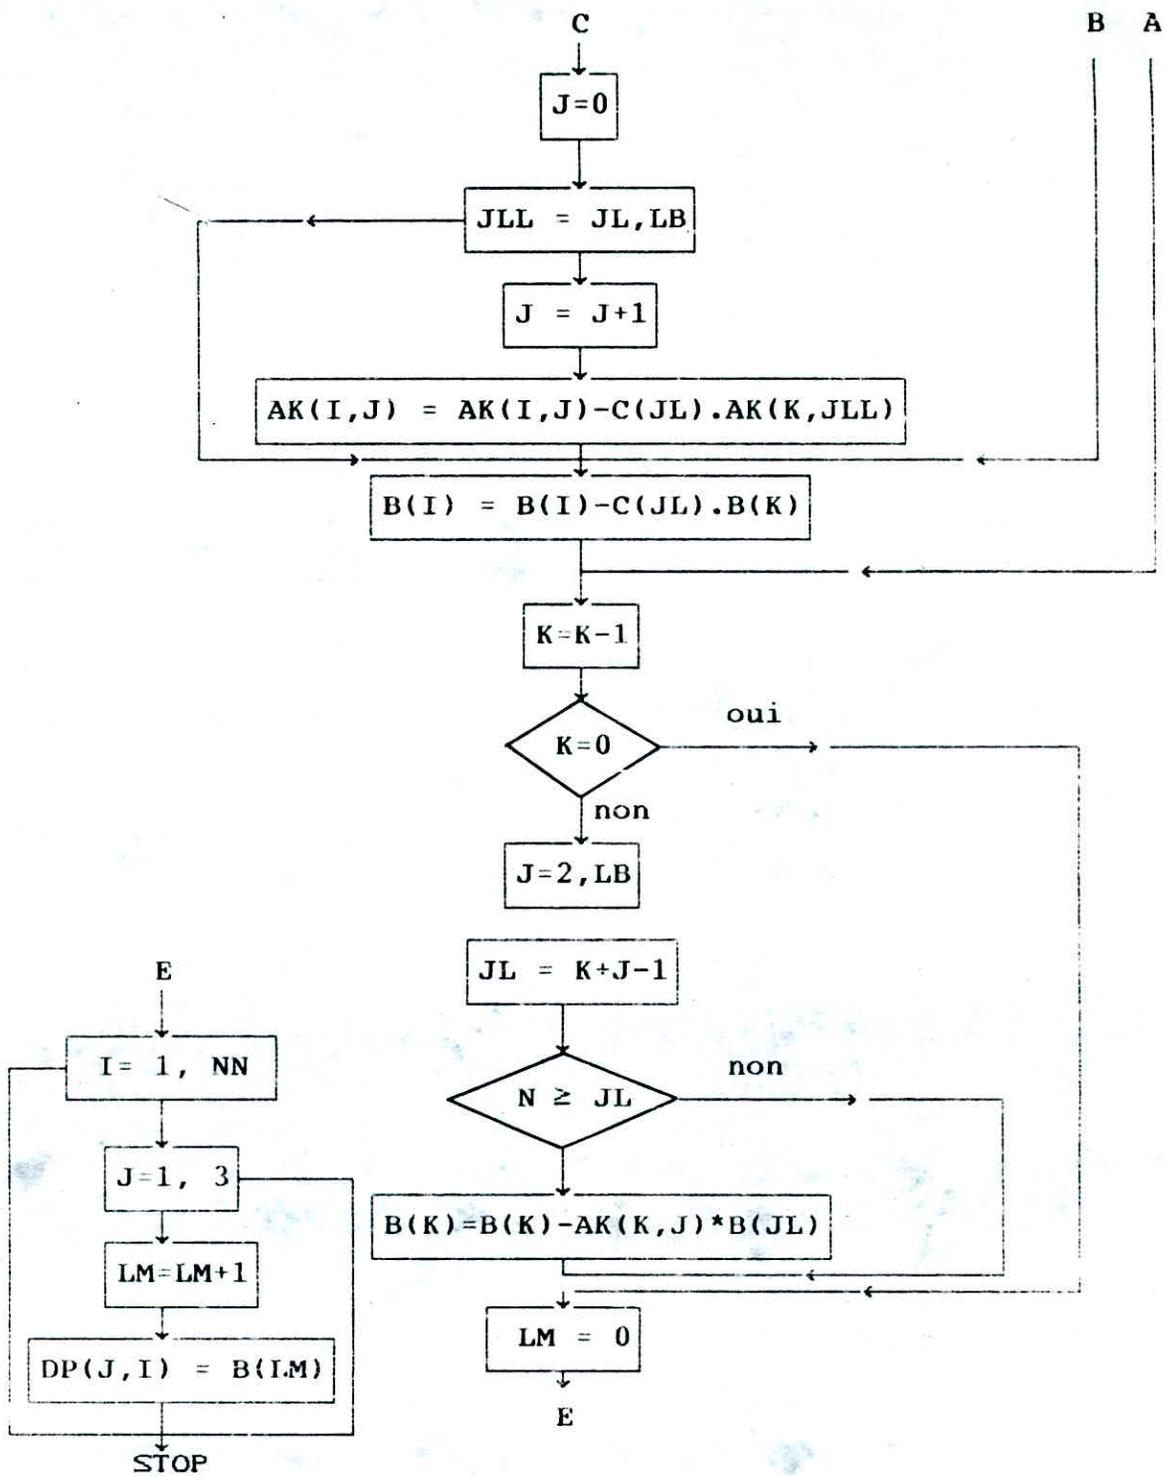 C B A
J=0
JLL = JL,LB
J = J+1
AK(I,J) = AK(I,J)-C(JL).AK(K,JLL)
B(I) = B(I)-C(JL).B(K)
K=K-1
K=0 oui
non
J=2,LB
JL = K+J-1
N ≥ JL non
B(K)=B(K)-AK(K,J)*B(JL)
LM = 0
E
E
I= 1, NN
J=1, 3
LM=LM+1
DP(J,I) = B(LM)
STOP